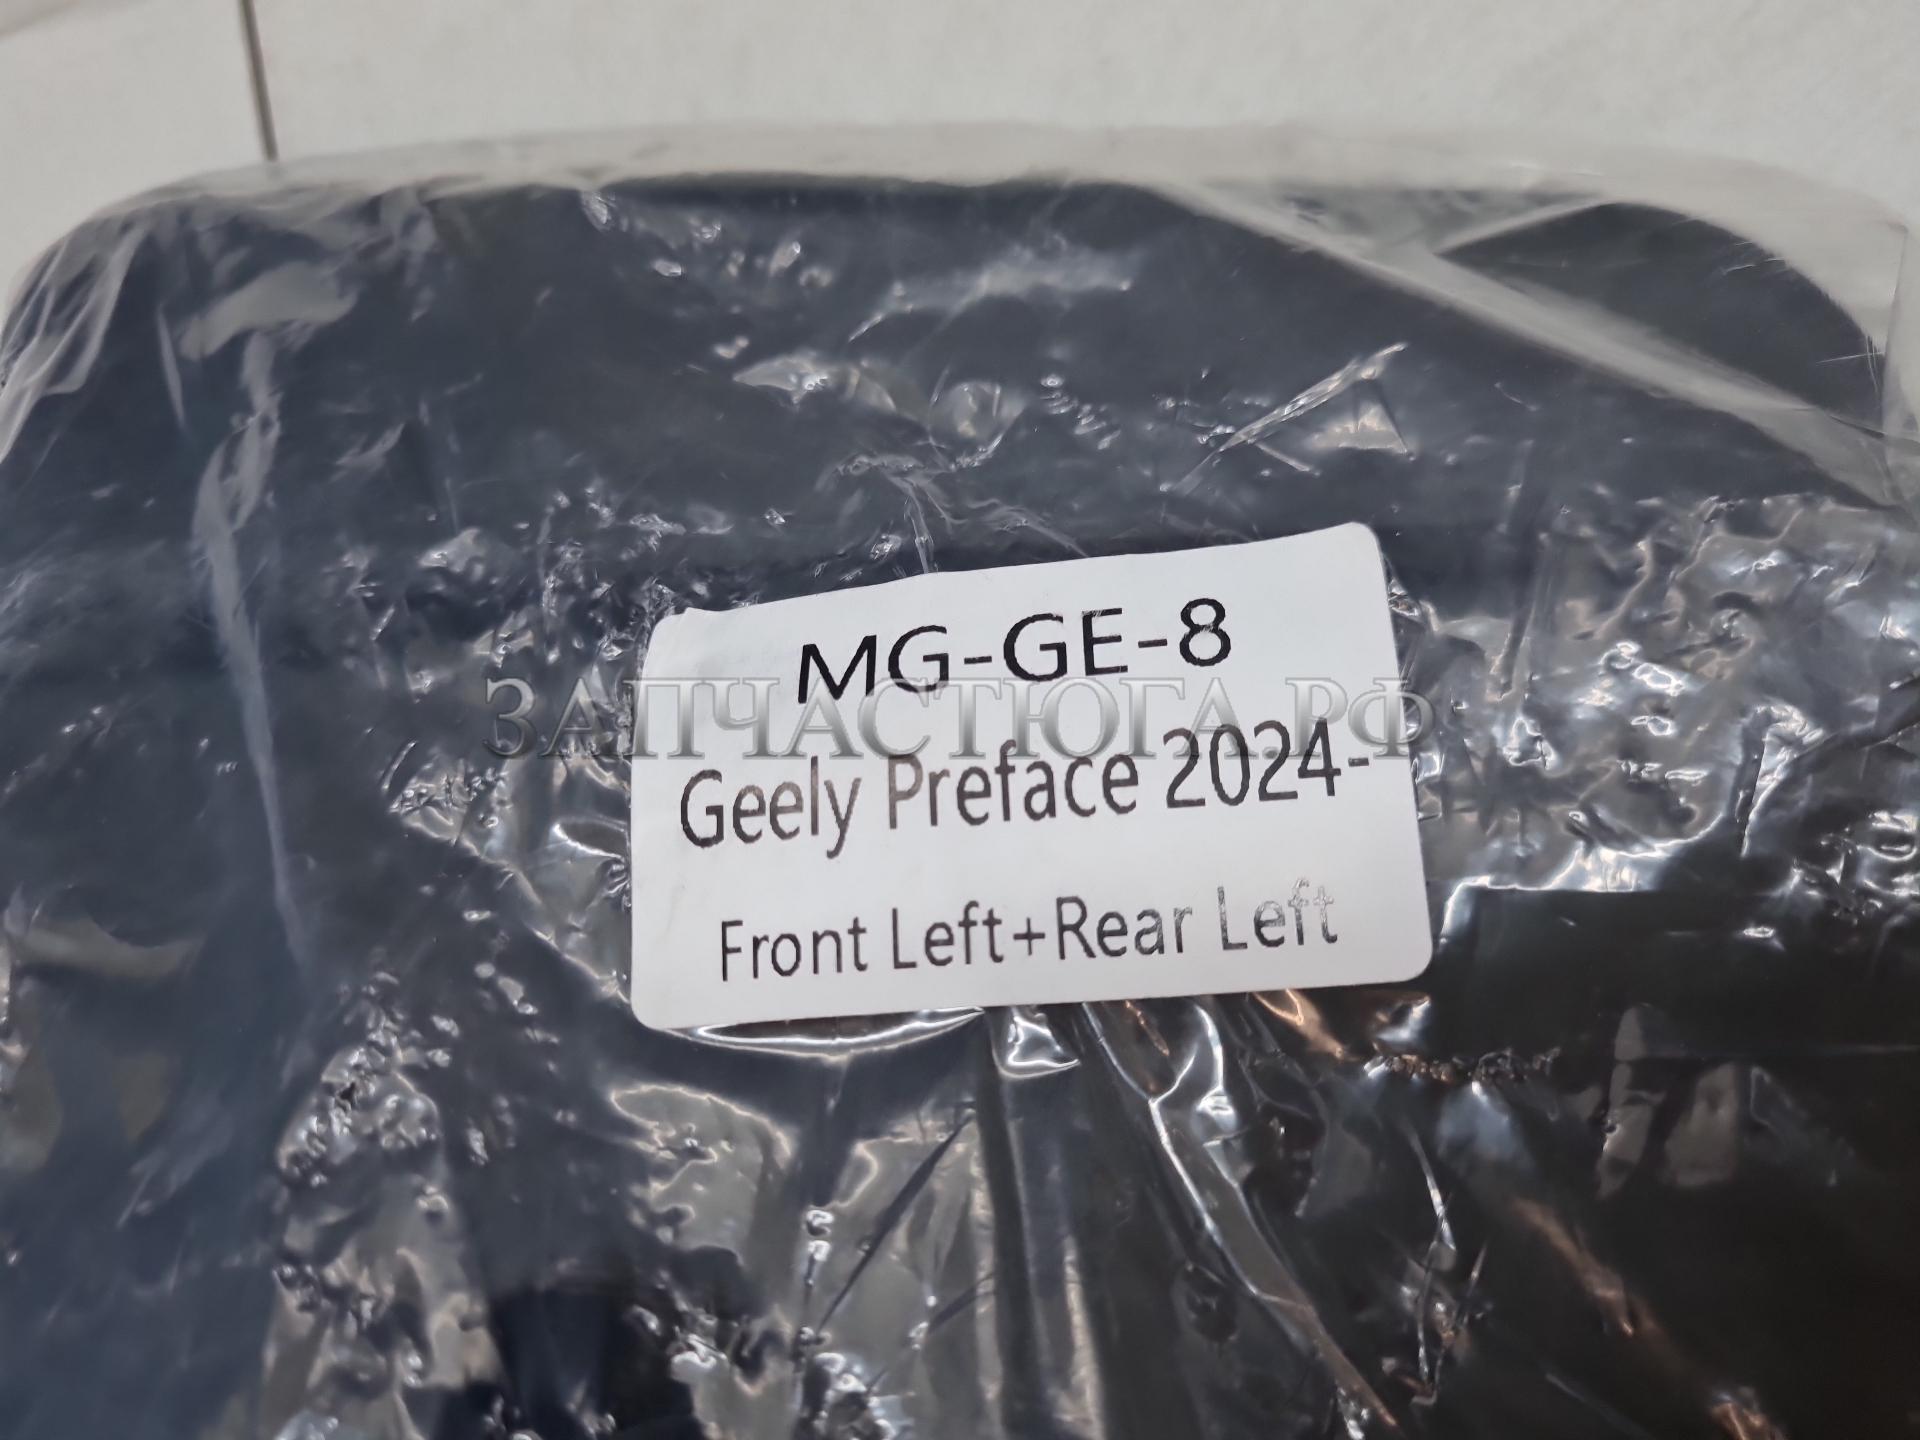 MG-GE-8
ЗАПЧАСТЮГА.РФ
Geely Preface 2024-
Front Left+Rear Left